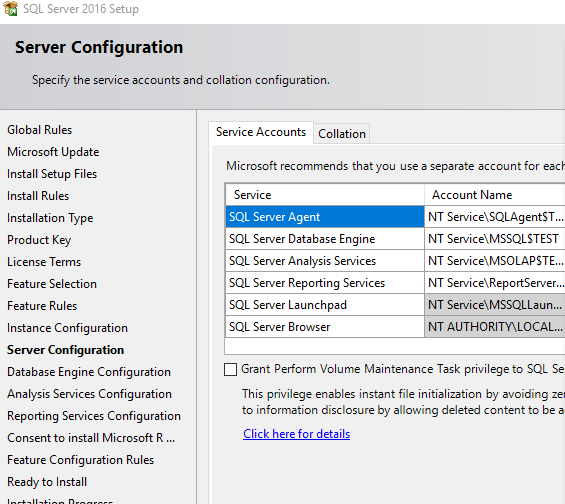 SQL Server 2016 Setup
Server Configuration
Specify the service accounts and collation configuration.
Global Rules
Microsoft Update
Install Setup Files
Install Rules
Installation Type
Product Key
License Terms
Feature Selection
Feature Rules
Instance Configuration
Server Configuration
Database Engine Configuration
Analysis Services Configuration
Reporting Services Configuration
Consent to install Microsoft R ...
Feature Configuration Rules
Ready to Install
Installation Progress
Service Accounts Collation
Microsoft recommends that you use a separate account for each
Service Account Name
SQL Server Agent NT Service\SQLAgent$T...
SQL Server Database Engine NT Service\MSSQL$TEST
SQL Server Analysis Services NT Service\MSOLAP$TE...
SQL Server Reporting Services NT Service\ReportServer...
SQL Server Launchpad NT Service\MSSQLLaun...
SQL Server Browser NT AUTHORITY\LOCAL...
Grant Perform Volume Maintenance Task privilege to SQL Se
This privilege enables instant file initialization by avoiding zer
to information disclosure by allowing deleted content to be a
Click here for details